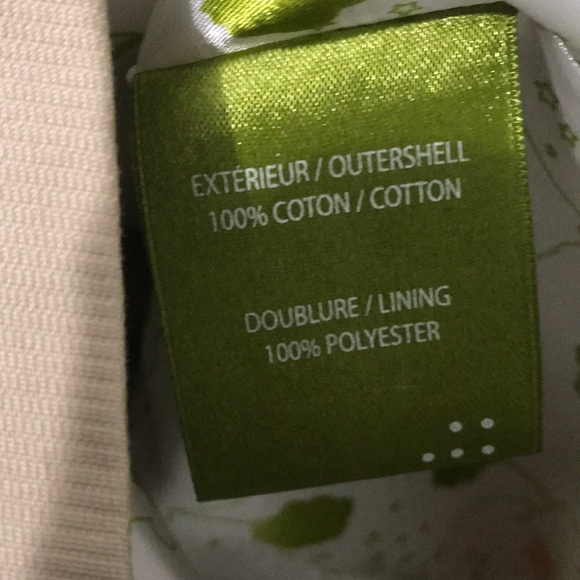 EXTÉRIEUR / OUTERSHELL
100% COTON / COTTON
DOUBLURE / LINING
100% POLYESTER